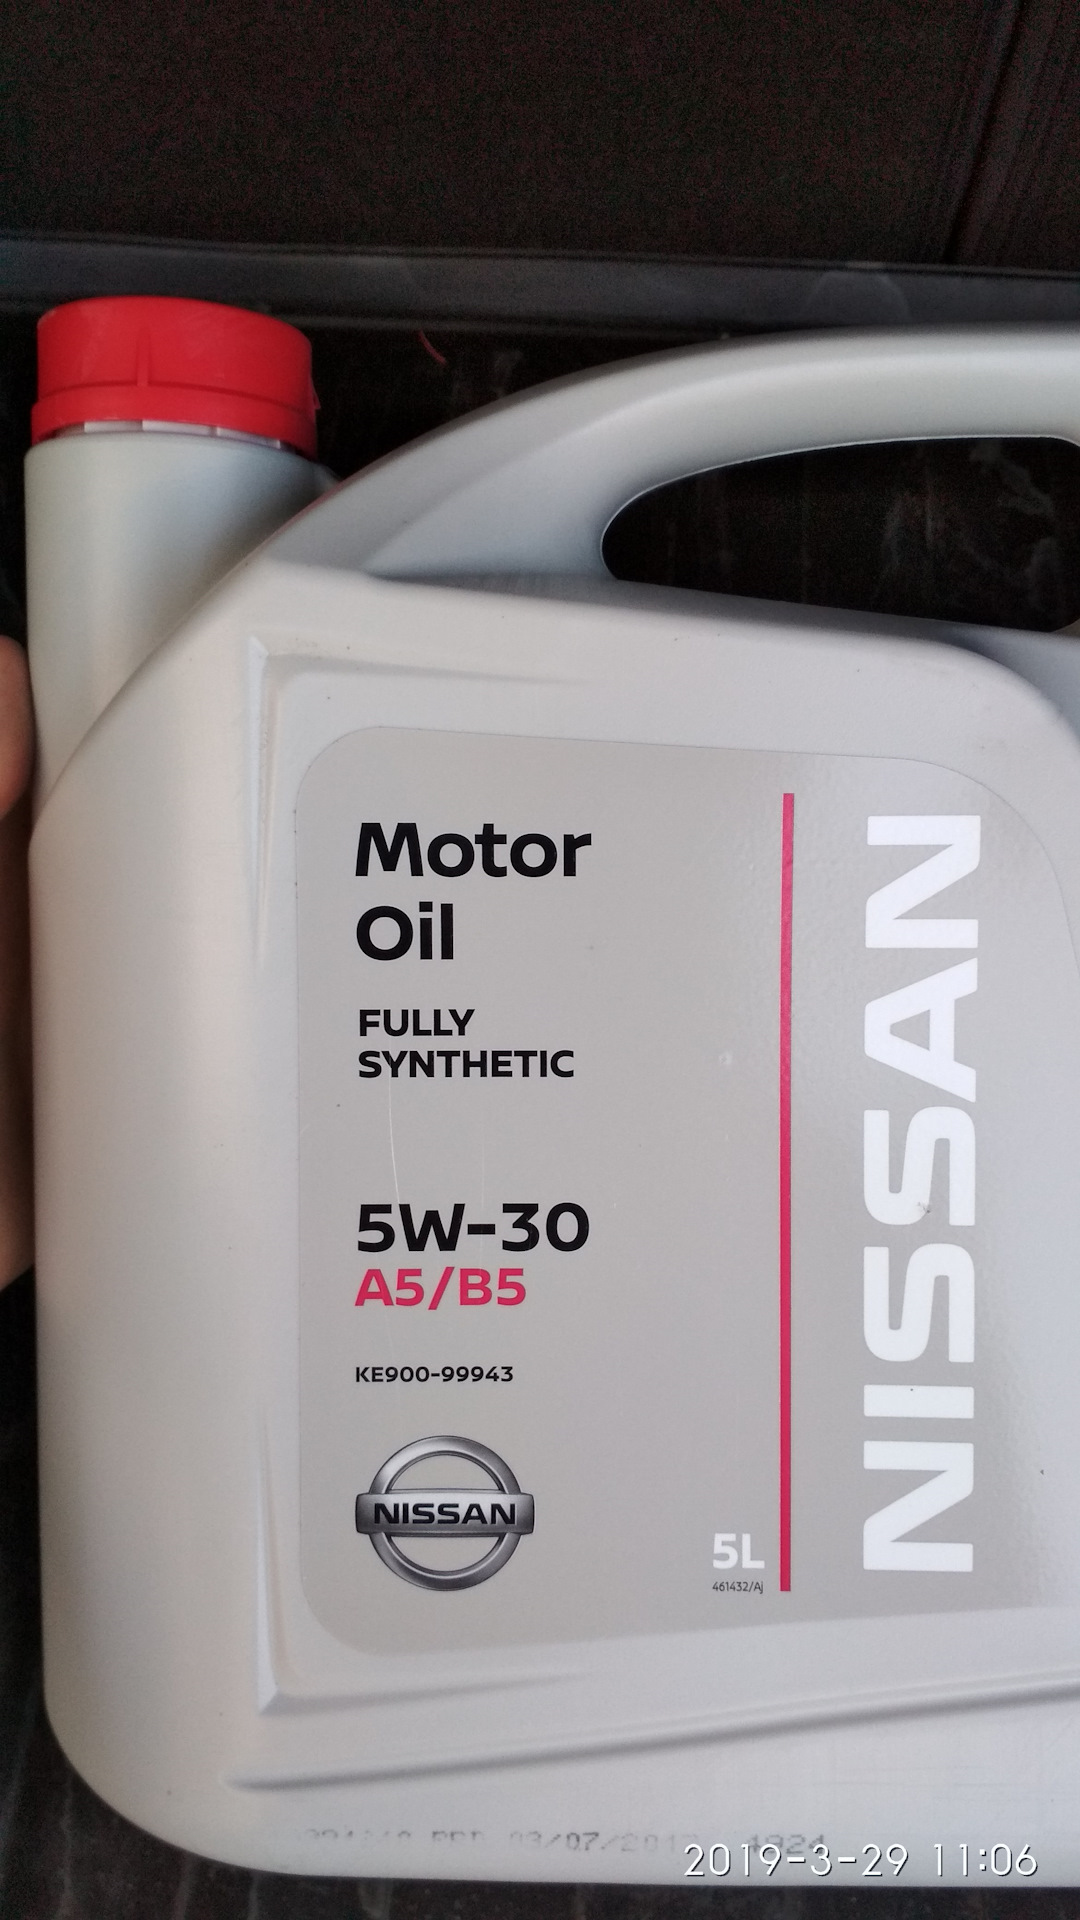 Motor
Oil
FULLY
SYNTHETIC
5W-30
A5/B5
KE900-99943
NISSAN
5L
461432/Aj
NISSAN
1924
2019-3-29 11:06